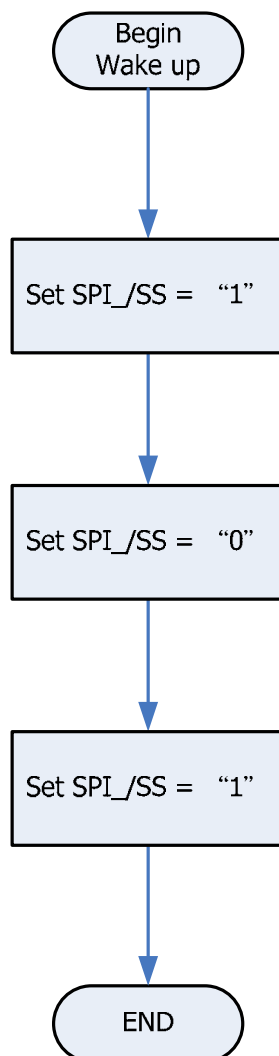 Begin
Wake up
Set SPI_/SS = “1”
Set SPI_/SS = “0”
Set SPI_/SS = “1”
END